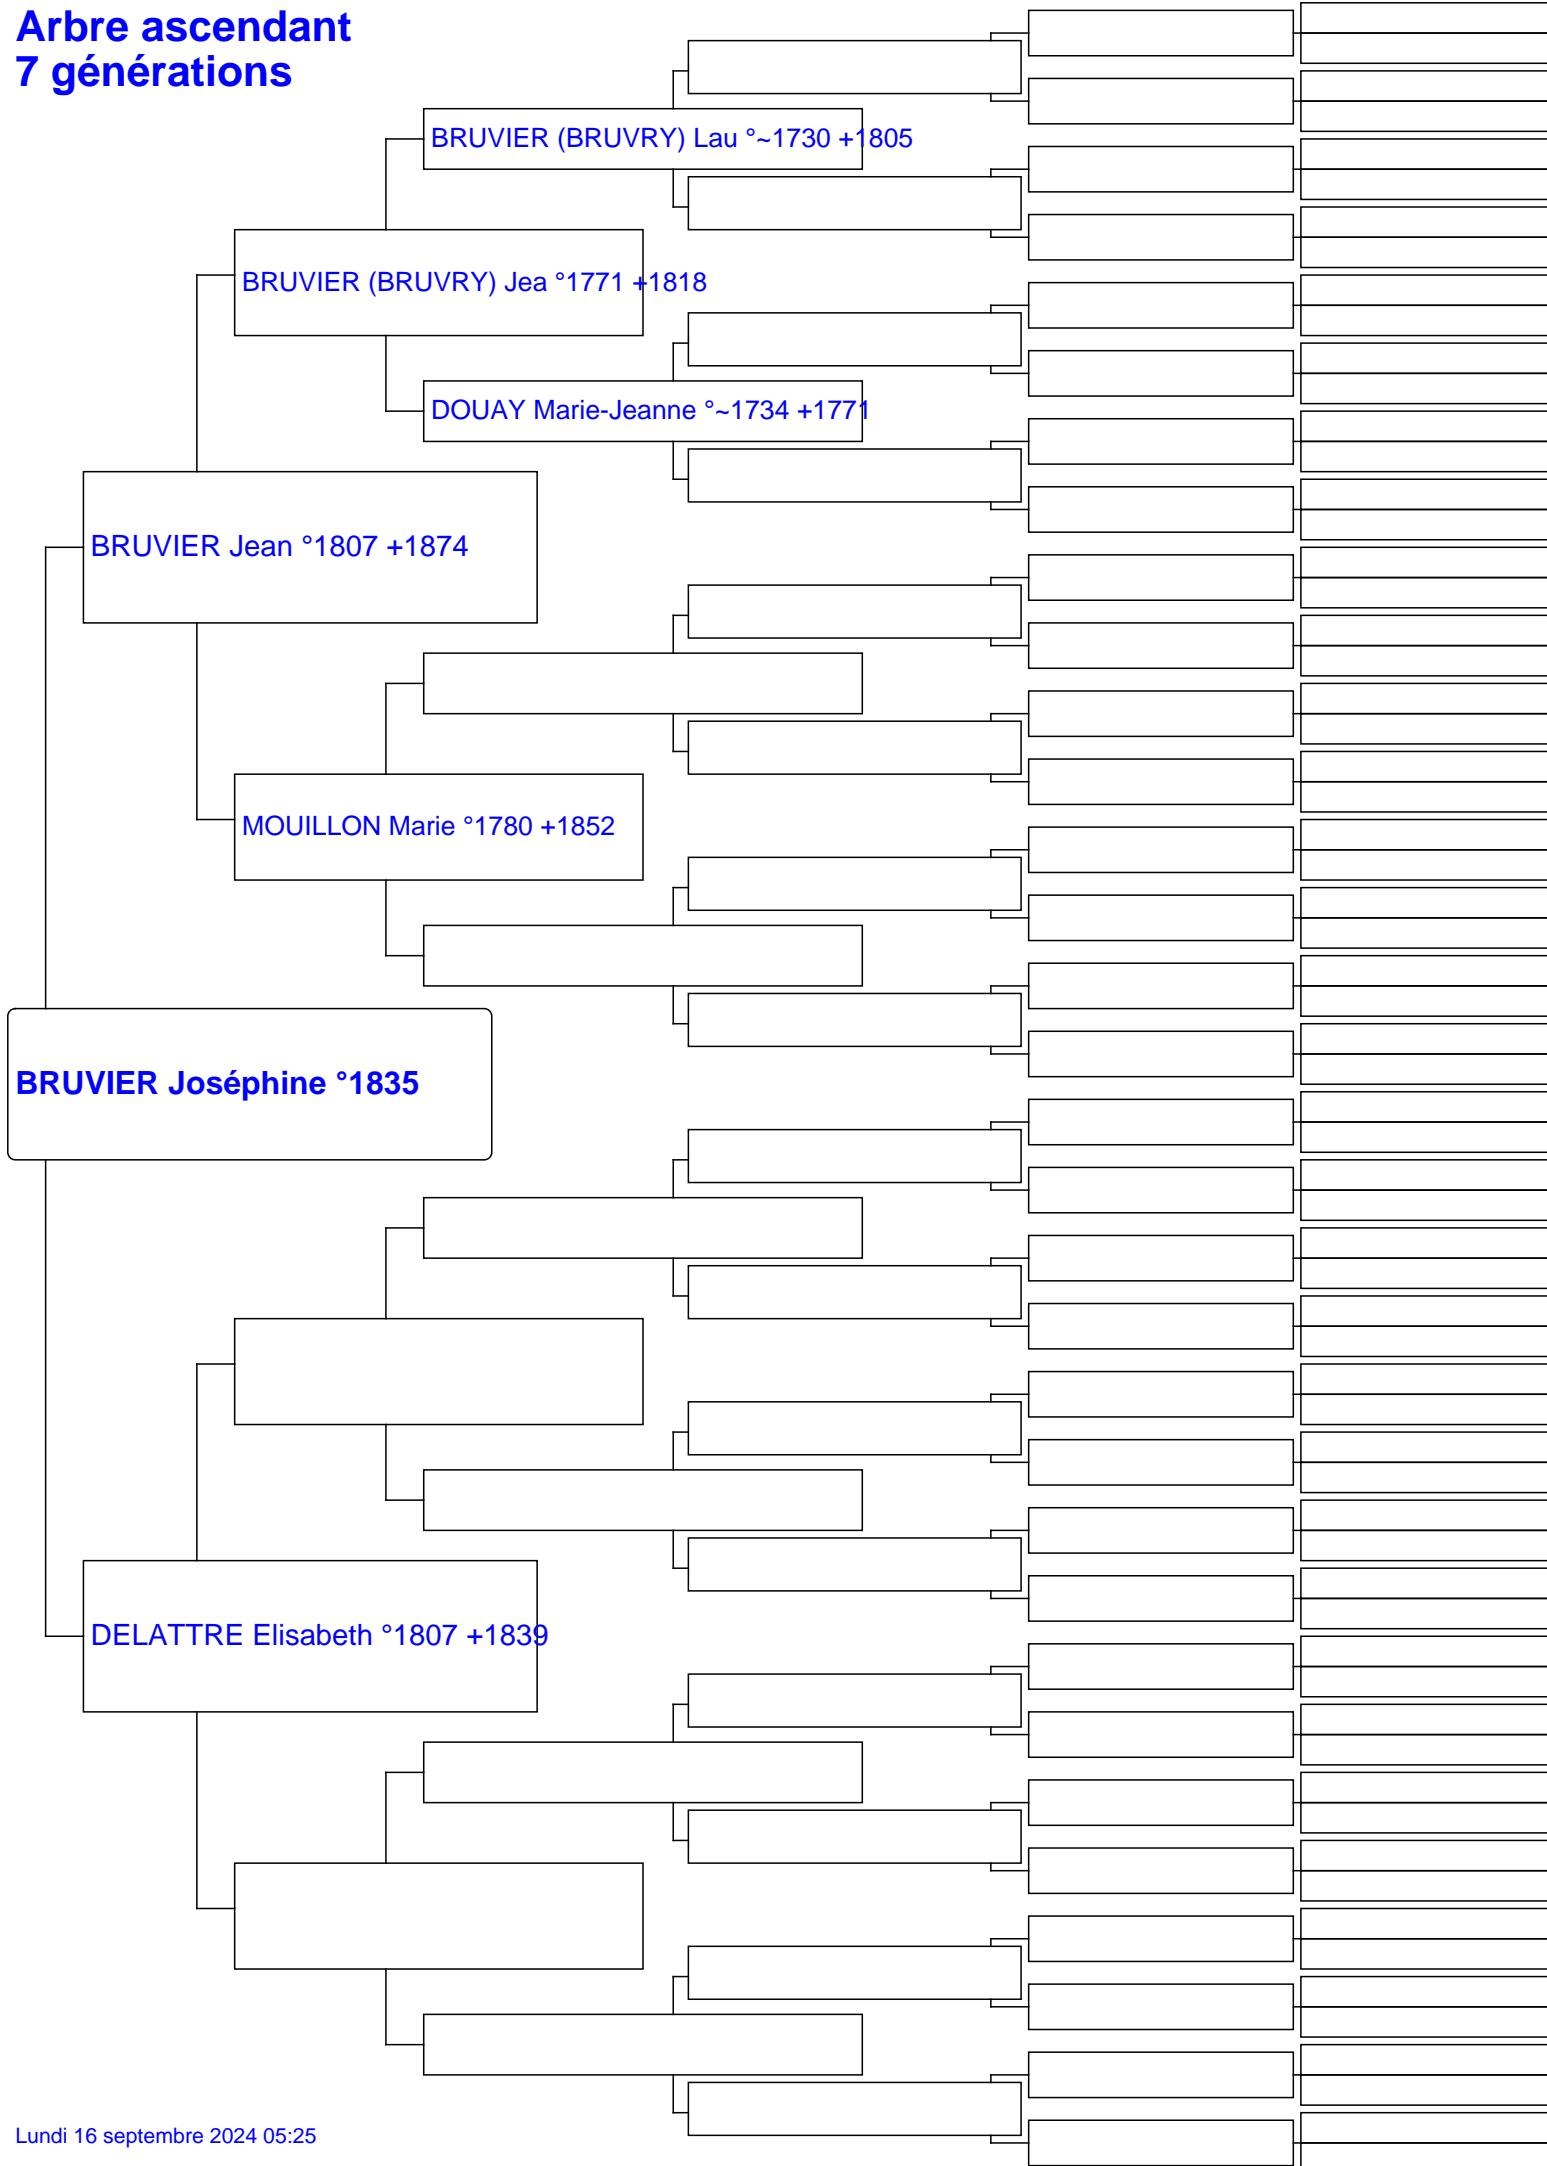 Arbre ascendant
7 générations
BRUVIER (BRUVRY) Lau °~1730 +1805
BRUVIER (BRUVRY) Jea °1771 +1818
DOUAY Marie-Jeanne °~1734 +1771
BRUVIER Jean °1807 +1874
MOUILLON Marie °1780 +1852
BRUVIER Joséphine °1835
DELATTRE Elisabeth °1807 +1839
Lundi 16 septembre 2024 05:25